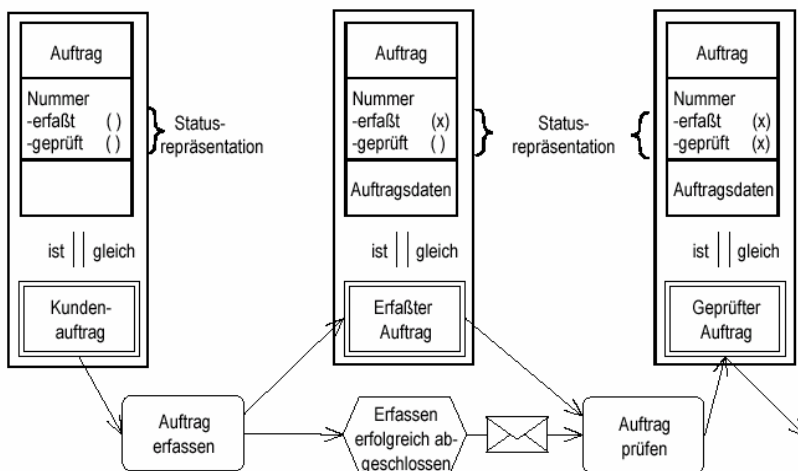 Auftrag
Nummer
-erfaßt ( )
-geprüft ( )
Status-
repräsentation
ist || gleich
Kunden-
auftrag
Auftrag
Nummer
-erfaßt (x)
-geprüft ( )
Auftragsdaten
Status-
repräsentation
ist || gleich
Erfaßter
Auftrag
Auftrag
Nummer
-erfaßt (x)
-geprüft (x)
Auftragsdaten
ist || gleich
Geprüfter
Auftrag
Auftrag
erfassen
Erfassen
erfolgreich ab-
geschlossen
Auftrag
prüfen